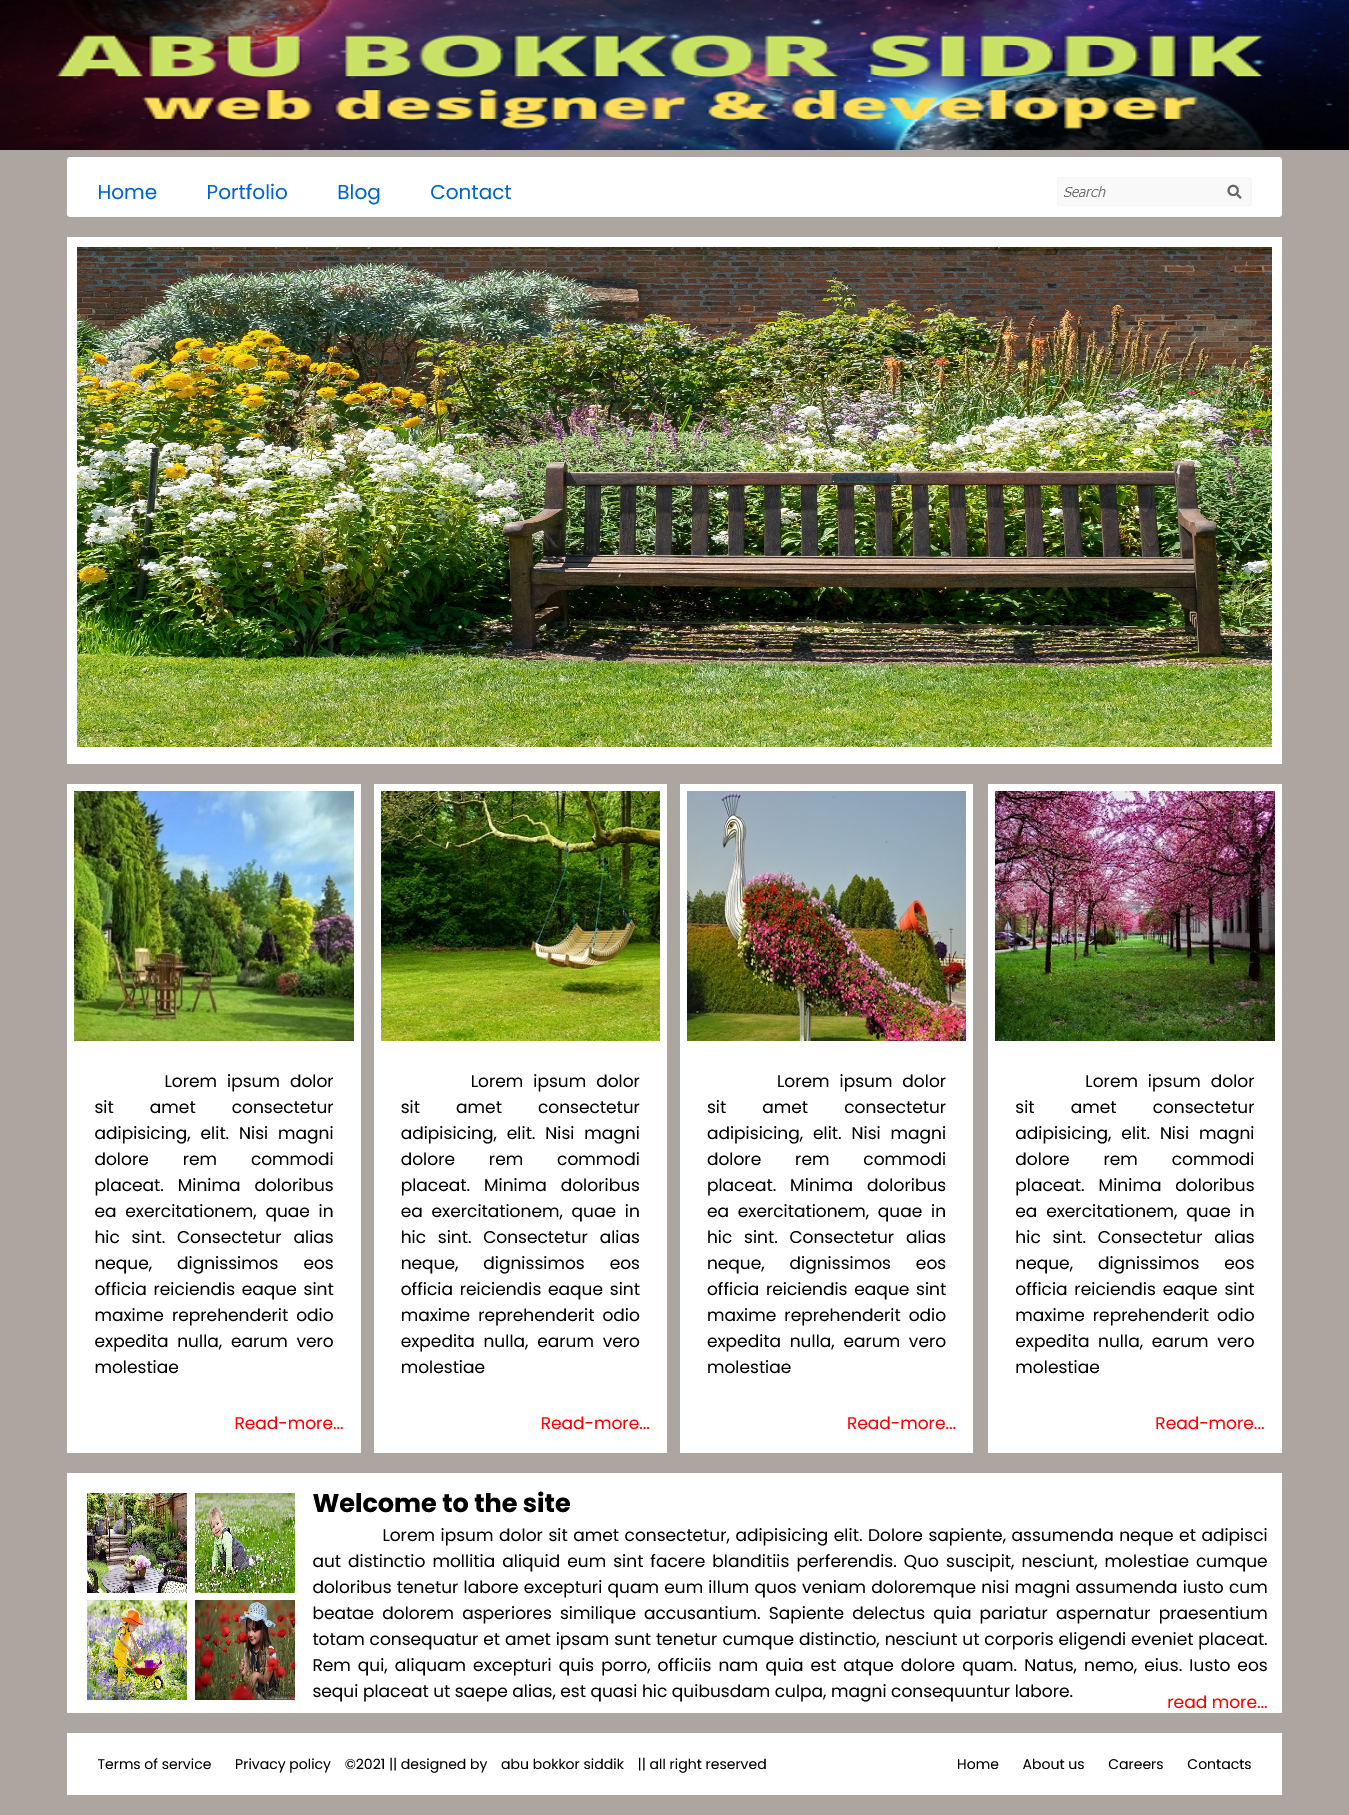 ABU BOKKOR SIDDIK
web designer & developer
Home Portfolio Blog Contact Search
Lorem ipsum dolor
sit amet consectetur
adipisicing, elit. Nisi magni
dolore rem commodi
placeat. Minima doloribus
ea exercitationem, quae in
hic sint. Consectetur alias
neque, dignissimos eos
officia reiciendis eaque sint
maxime reprehenderit odio
expedita nulla, earum vero
molestiae
Read-more...
Lorem ipsum dolor
sit amet consectetur
adipisicing, elit. Nisi magni
dolore rem commodi
placeat. Minima doloribus
ea exercitationem, quae in
hic sint. Consectetur alias
neque, dignissimos eos
officia reiciendis eaque sint
maxime reprehenderit odio
expedita nulla, earum vero
molestiae
Read-more...
Lorem ipsum dolor
sit amet consectetur
adipisicing, elit. Nisi magni
dolore rem commodi
placeat. Minima doloribus
ea exercitationem, quae in
hic sint. Consectetur alias
neque, dignissimos eos
officia reiciendis eaque sint
maxime reprehenderit odio
expedita nulla, earum vero
molestiae
Read-more...
Lorem ipsum dolor
sit amet consectetur
adipisicing, elit. Nisi magni
dolore rem commodi
placeat. Minima doloribus
ea exercitationem, quae in
hic sint. Consectetur alias
neque, dignissimos eos
officia reiciendis eaque sint
maxime reprehenderit odio
expedita nulla, earum vero
molestiae
Read-more...
Welcome to the site
Lorem ipsum dolor sit amet consectetur, adipisicing elit. Dolore sapiente, assumenda neque et adipisci
aut distinctio mollitia aliquid eum sint facere blanditiis perferendis. Quo suscipit, nesciunt, molestiae cumque
doloribus tenetur labore excepturi quam eum illum quos veniam doloremque nisi magni assumenda iusto cum
beatae dolorem asperiores similique accusantium. Sapiente delectus quia pariatur aspernatur praesentium
totam consequatur et amet ipsam sunt tenetur cumque distinctio, nesciunt ut corporis eligendi eveniet placeat.
Rem qui, aliquam excepturi quis porro, officiis nam quia est atque dolore quam. Natus, nemo, eius. Iusto eos
sequi placeat ut saepe alias, est quasi hic quibusdam culpa, magni consequuntur labore.
read more...
Terms of service Privacy policy ©2021 || designed by abu bokkor siddik || all right reserved Home About us Careers Contacts